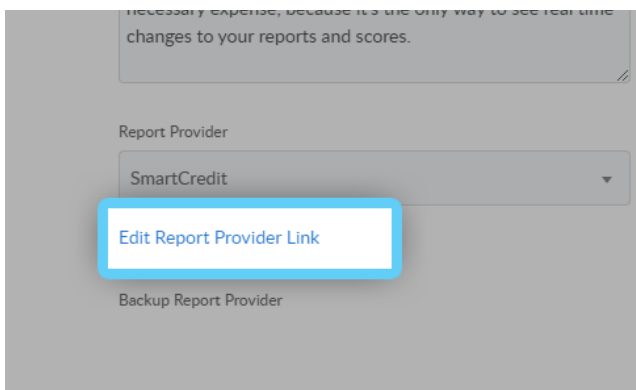 necessary expense, because it's the only way to see real time
changes to your reports and scores.
Report Provider
SmartCredit
Edit Report Provider Link
Backup Report Provider